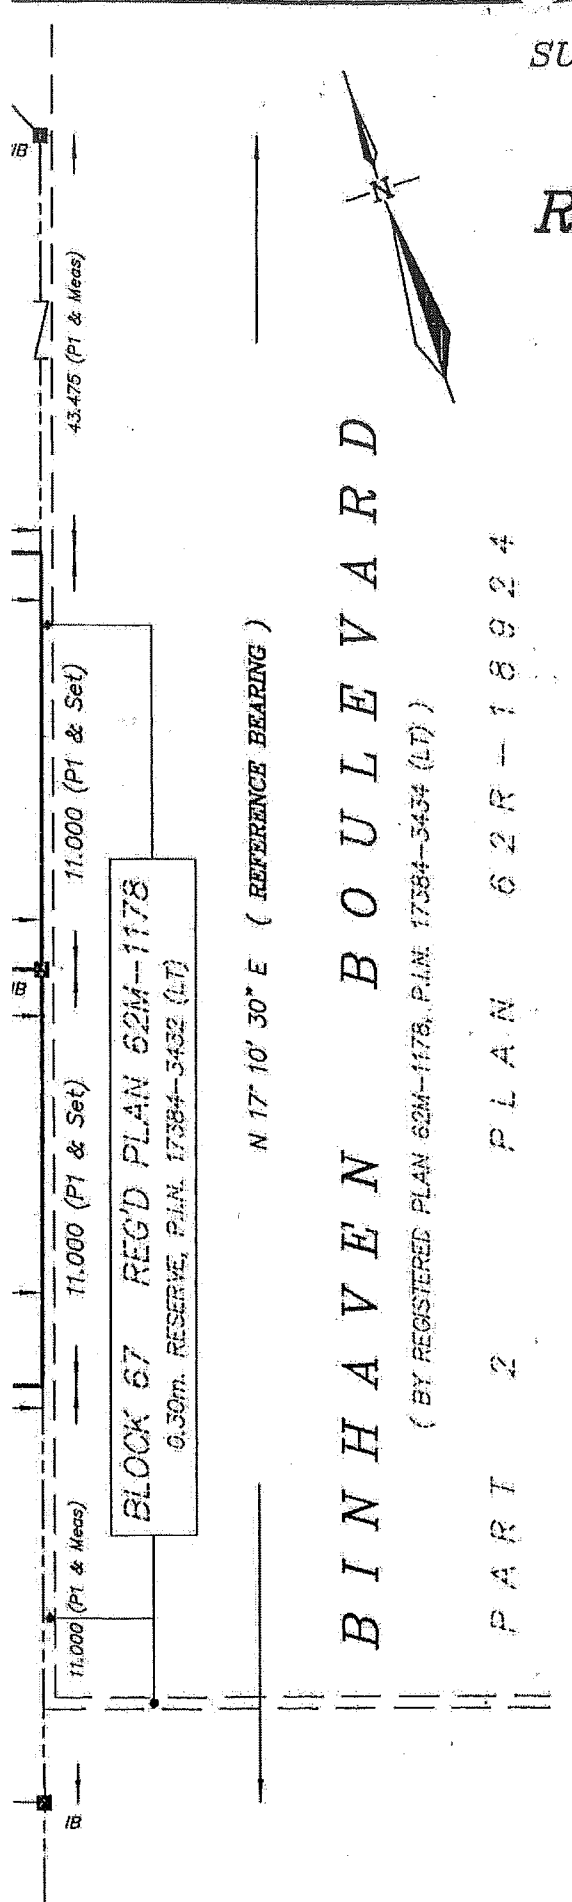 SU
R
N
IB
43.475 (P1 & Meas)
11.000 (P1 & Set)
IB
11.000 (P1 & Set)
11.000 (P1 & Meas)
IB
BLOCK 67 REG'D PLAN 62M-1178
0.30m. RESERVE, P.I.N. 17384-3432 (LT)
N 17° 10' 30" E ( REFERENCE BEARING )
BINHAVEN BOULEVARD
( BY REGISTERED PLAN 62M-1178, P.I.N. 17384-3434 (LT) )
PART 2 PLAN 62R-18924